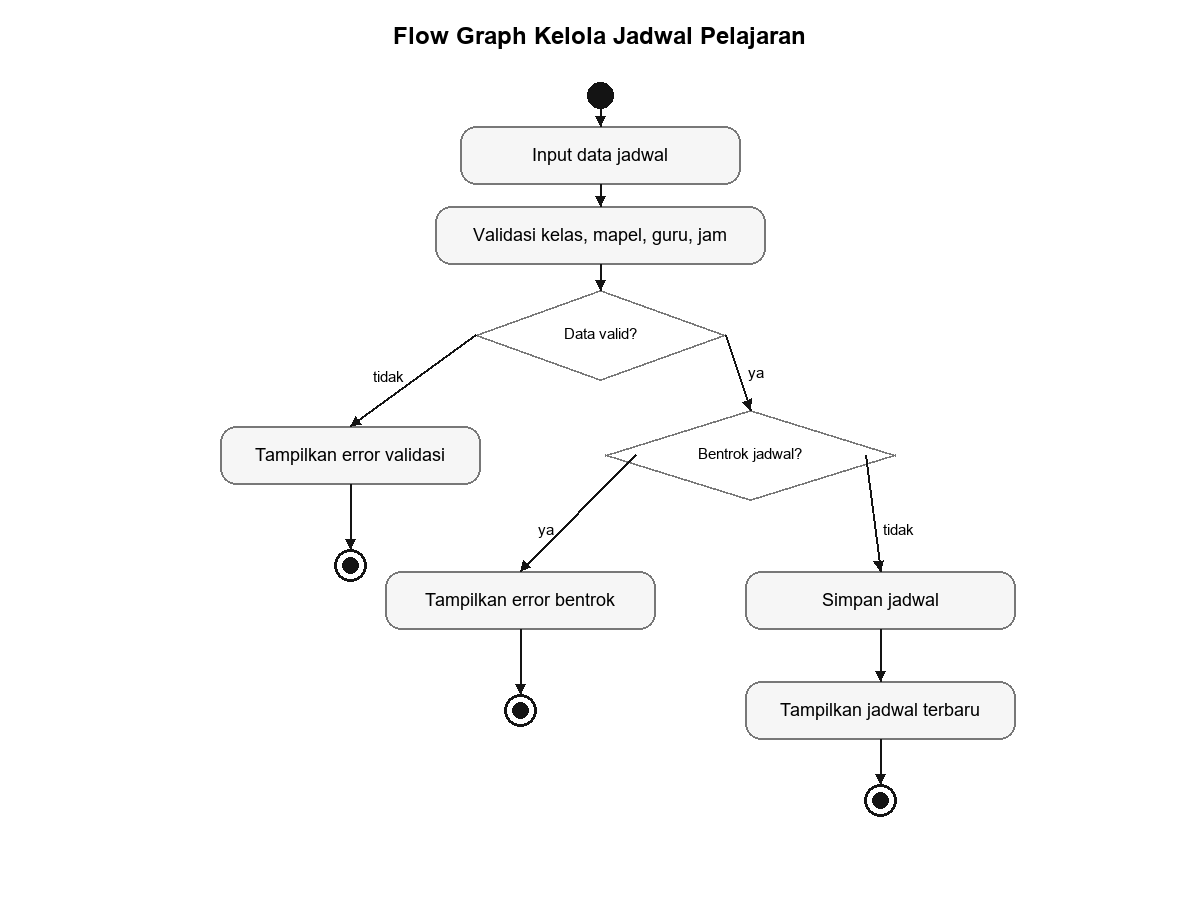 Flow Graph Kelola Jadwal Pelajaran
Input data jadwal
Validasi kelas, mapel, guru, jam
Data valid?
tidak
ya
Tampilkan error validasi
Bentrok jadwal?
ya
tidak
Tampilkan error bentrok
Simpan jadwal
Tampilkan jadwal terbaru